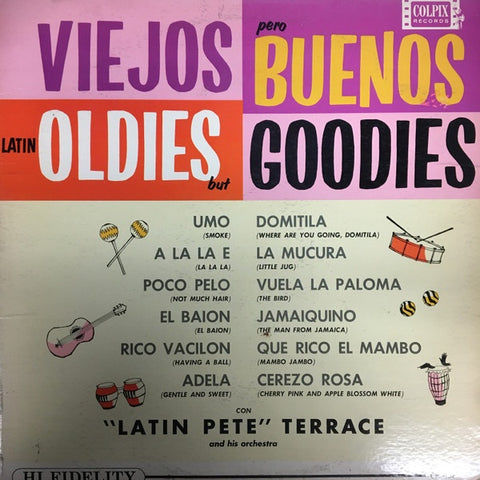 COLPIX
RECORDS
VIEJOS pero BUENOS
LATIN OLDIES but GOODIES
UMO
(SMOKE)
DOMITILA
(WHERE ARE YOU GOING, DOMITILA)
A LA LA E
(LA LA LA)
LA MUCURA
(LITTLE JUG)
POCO PELO
(NOT MUCH HAIR)
VUELA LA PALOMA
(THE BIRD)
EL BAION
(EL BAION)
JAMAIQUINO
(THE MAN FROM JAMAICA)
RICO VACILON
(HAVING A BALL)
QUE RICO EL MAMBO
(MAMBO JAMBO)
ADELA
(GENTLE AND SWEET)
CEREZO ROSA
(CHERRY PINK AND APPLE BLOSSOM WHITE)
CON
"LATIN PETE" TERRACE
and his orchestra
HI FIDELITY